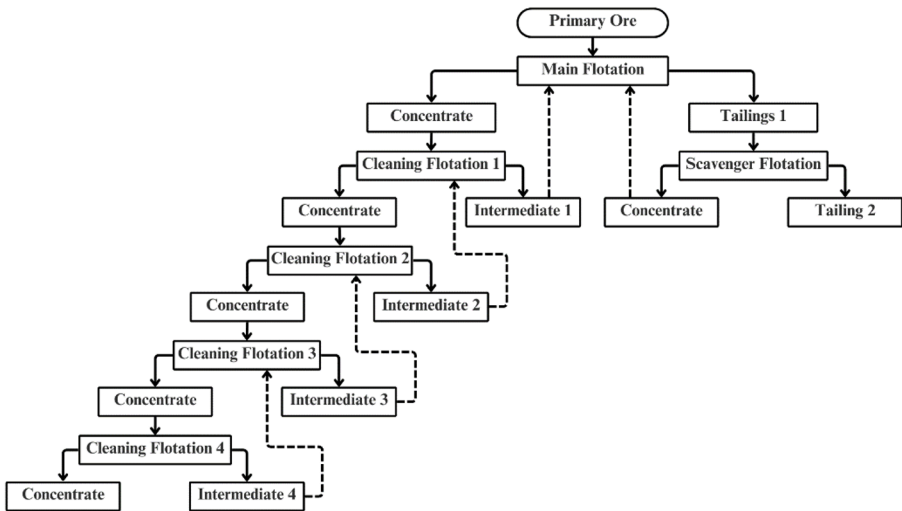 Primary Ore
Main Flotation
Concentrate
Tailings 1
Cleaning Flotation 1
Scavenger Flotation
Concentrate
Intermediate 1
Concentrate
Tailing 2
Cleaning Flotation 2
Concentrate
Intermediate 2
Cleaning Flotation 3
Concentrate
Intermediate 3
Cleaning Flotation 4
Concentrate
Intermediate 4